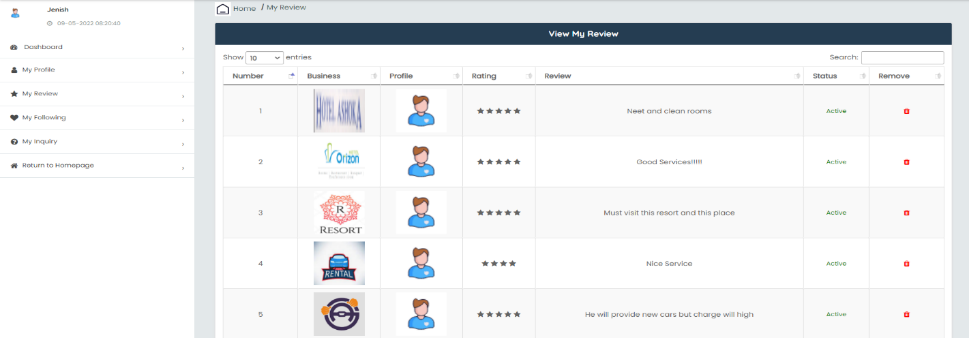 Jenish
09-05-2023 06:20:40
Dashboard
My Profile
My Review
My Following
My Inquiry
Return to Homepage
Home / My Review
View My Review
Show 10 entries
Search:
Number Business Profile Rating Review Status Remove
1 HOTEL ASHOKA Neet and clean rooms Active
2 Orizon Good Services!!!!! Active
3 R RESORT Must visit this resort and this place Active
4 RENTAL Nice Service Active
5 He will provide new cars but charge will high Active